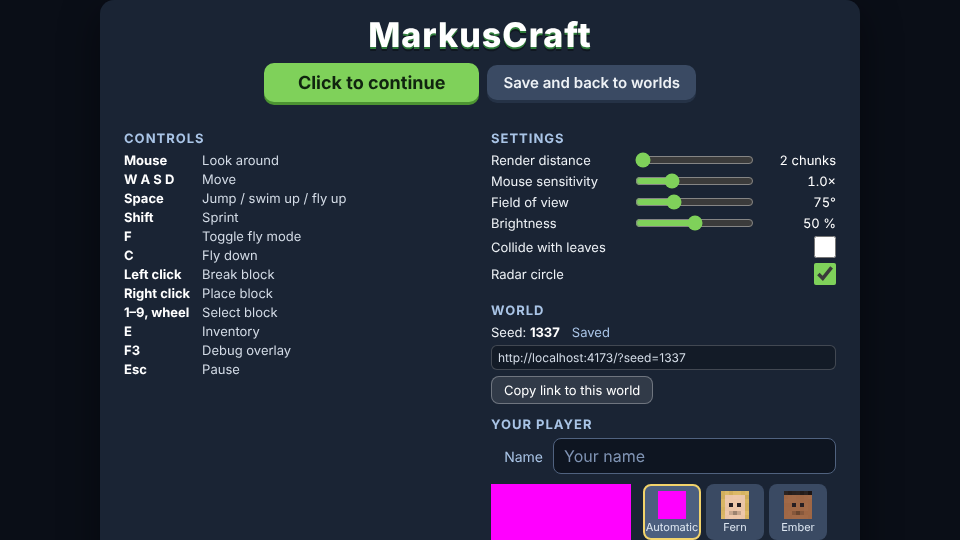 MarkusCraft
Click to continue
Save and back to worlds
CONTROLS
Mouse Look around
W A S D Move
Space Jump / swim up / fly up
Shift Sprint
F Toggle fly mode
C Fly down
Left click Break block
Right click Place block
1–9, wheel Select block
E Inventory
F3 Debug overlay
Esc Pause
SETTINGS
Render distance 2 chunks
Mouse sensitivity 1.0×
Field of view 75°
Brightness 50 %
Collide with leaves
Radar circle
WORLD
Seed: 1337 Saved
http://localhost:4173/?seed=1337
Copy link to this world
YOUR PLAYER
Name Your name
Automatic Fern Ember